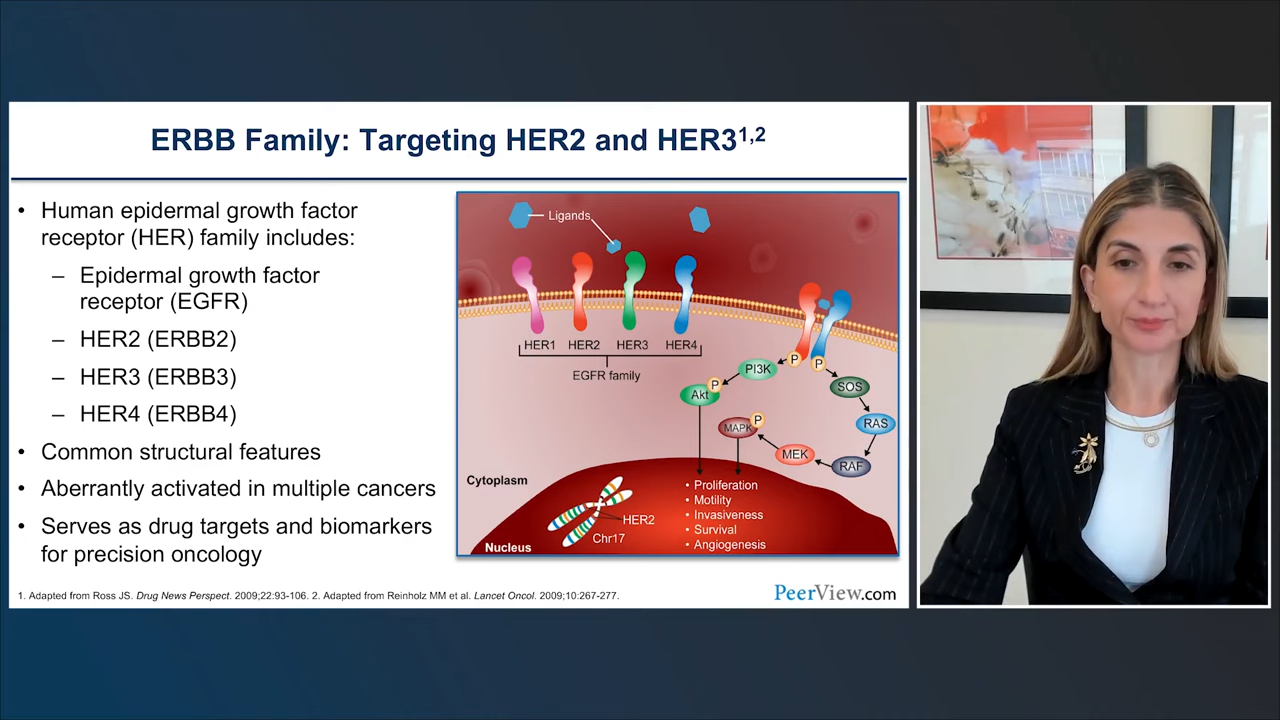 ERBB Family: Targeting HER2 and HER3¹,²
• Human epidermal growth factor
receptor (HER) family includes:
– Epidermal growth factor
receptor (EGFR)
– HER2 (ERBB2)
– HER3 (ERBB3)
– HER4 (ERBB4)
• Common structural features
• Aberrantly activated in multiple cancers
• Serves as drug targets and biomarkers
for precision oncology
Ligands
HER1 HER2 HER3 HER4
EGFR family
P
P
PI3K
P
Akt
SOS
P
MAPK
RAS
MEK
RAF
Cytoplasm
• Proliferation
• Motility
• Invasiveness
• Survival
• Angiogenesis
HER2
Chr17
Nucleus
1. Adapted from Ross JS. Drug News Perspect. 2009;22:93-106. 2. Adapted from Reinholz MM et al. Lancet Oncol. 2009;10:267-277.
PeerView.com